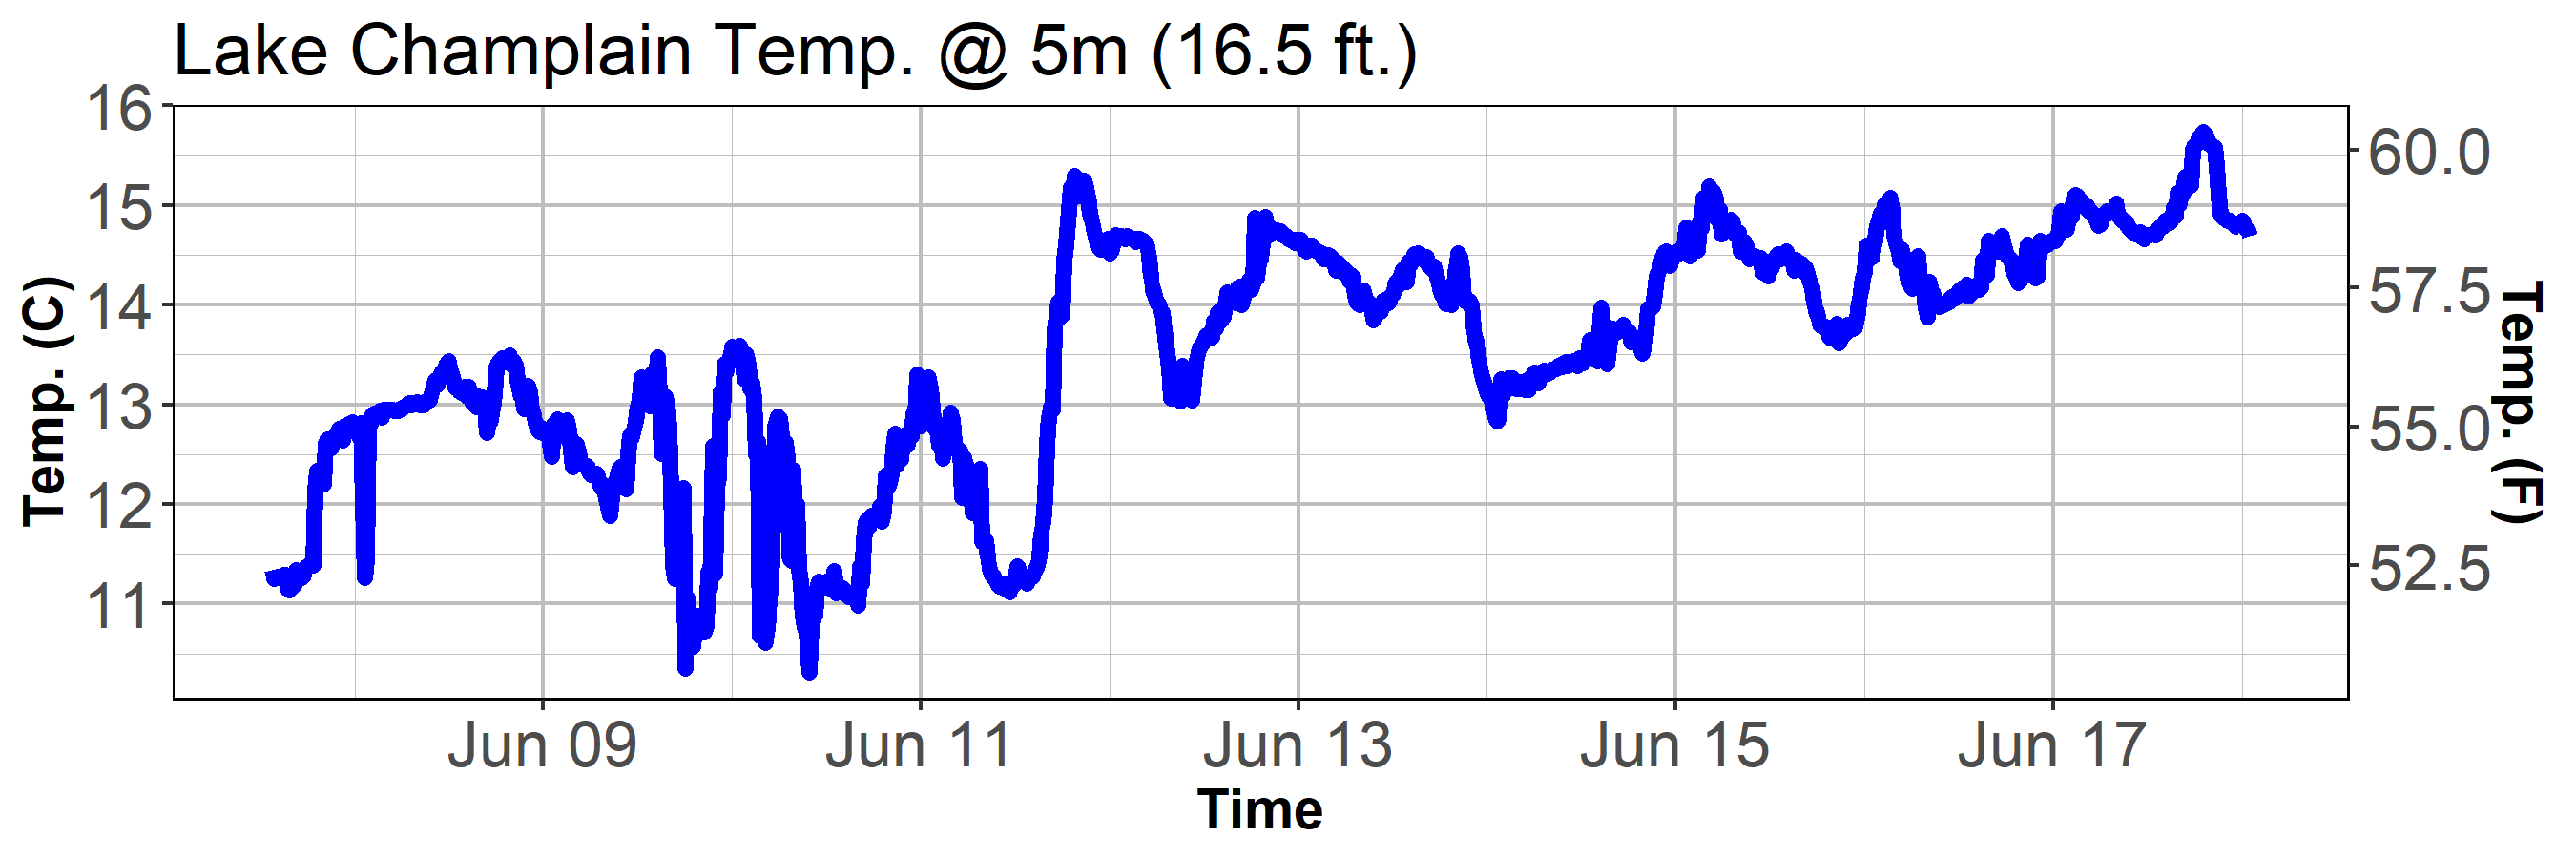 Lake Champlain Temp. @ 5m (16.5 ft.)
16
15
14
13
12
11
Temp. (C)
60.0
57.5
55.0
52.5
Temp. (F)
Jun 09 Jun 11 Jun 13 Jun 15 Jun 17
Time